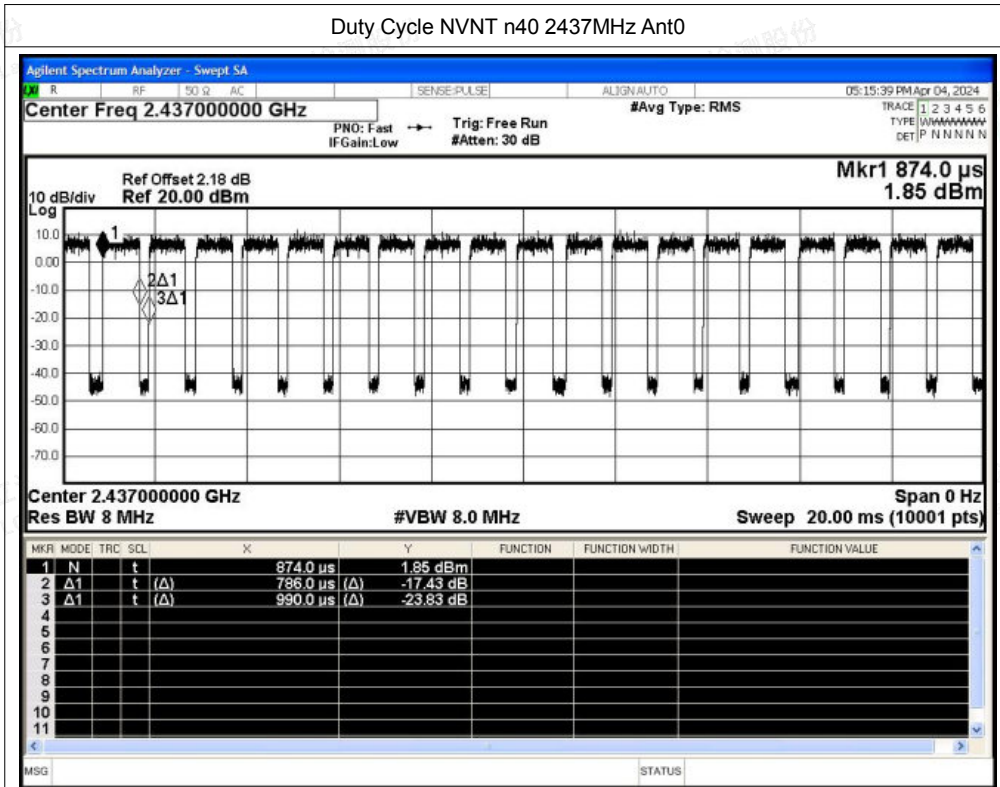 Duty Cycle NVNT n40 2437MHz Ant0
Agilent Spectrum Analyzer - Swept SA
R RF 50 Ω AC SENSE:PULSE ALIGN AUTO 05:15:39 PM Apr 04, 2024
Center Freq 2.437000000 GHz #Avg Type: RMS TRACE 1 2 3 4 5 6
PNO: Fast Trig: Free Run TYPE WWWWWW
IFGain:Low #Atten: 30 dB DET P N N N N N
Mkr1 874.0 µs
Ref Offset 2.18 dB
10 dB/div Ref 20.00 dBm 1.85 dBm
Log
10.0
1
0.00
2Δ1
-10.0
3Δ1
-20.0
-30.0
-40.0
-50.0
-60.0
-70.0
Center 2.437000000 GHz Span 0 Hz
Res BW 8 MHz #VBW 8.0 MHz Sweep 20.00 ms (10001 pts)
MKR MODE TRC SCL X Y FUNCTION FUNCTION WIDTH FUNCTION VALUE
1 N t 874.0 µs 1.85 dBm
2 Δ1 t (Δ) 786.0 µs (Δ) -17.43 dB
3 Δ1 t (Δ) 990.0 µs (Δ) -23.83 dB
4
5
6
7
8
9
10
11
MSG STATUS